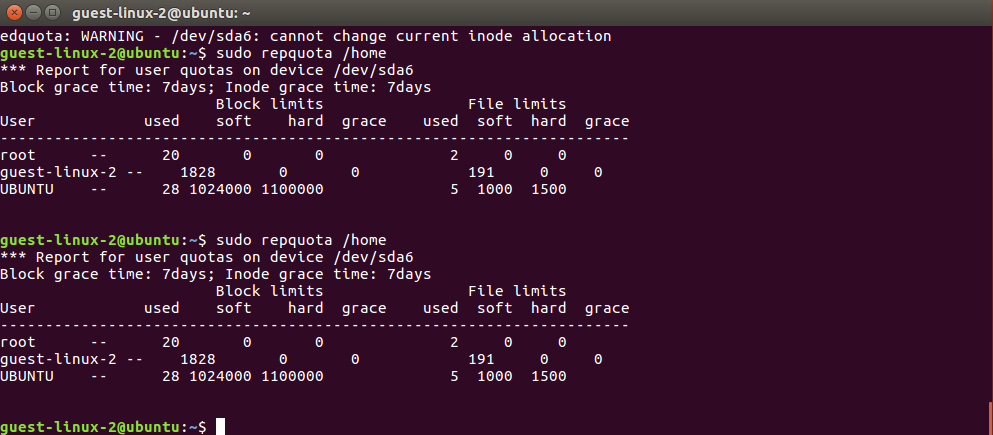 guest-linux-2@ubuntu: ~
edquota: WARNING - /dev/sda6: cannot change current inode allocation
guest-linux-2@ubuntu:~$ sudo repquota /home
*** Report for user quotas on device /dev/sda6
Block grace time: 7days; Inode grace time: 7days
                        Block limits                File limits
User            used    soft    hard  grace    used  soft  hard  grace
----------------------------------------------------------------------
root      --      20       0       0              2     0     0
guest-linux-2 --    1828       0       0            191     0     0
UBUNTU    --      28 1024000 1100000              5  1000  1500
guest-linux-2@ubuntu:~$ sudo repquota /home
*** Report for user quotas on device /dev/sda6
Block grace time: 7days; Inode grace time: 7days
                        Block limits                File limits
User            used    soft    hard  grace    used  soft  hard  grace
----------------------------------------------------------------------
root      --      20       0       0              2     0     0
guest-linux-2 --    1828       0       0            191     0     0
UBUNTU    --      28 1024000 1100000              5  1000  1500
guest-linux-2@ubuntu:~$